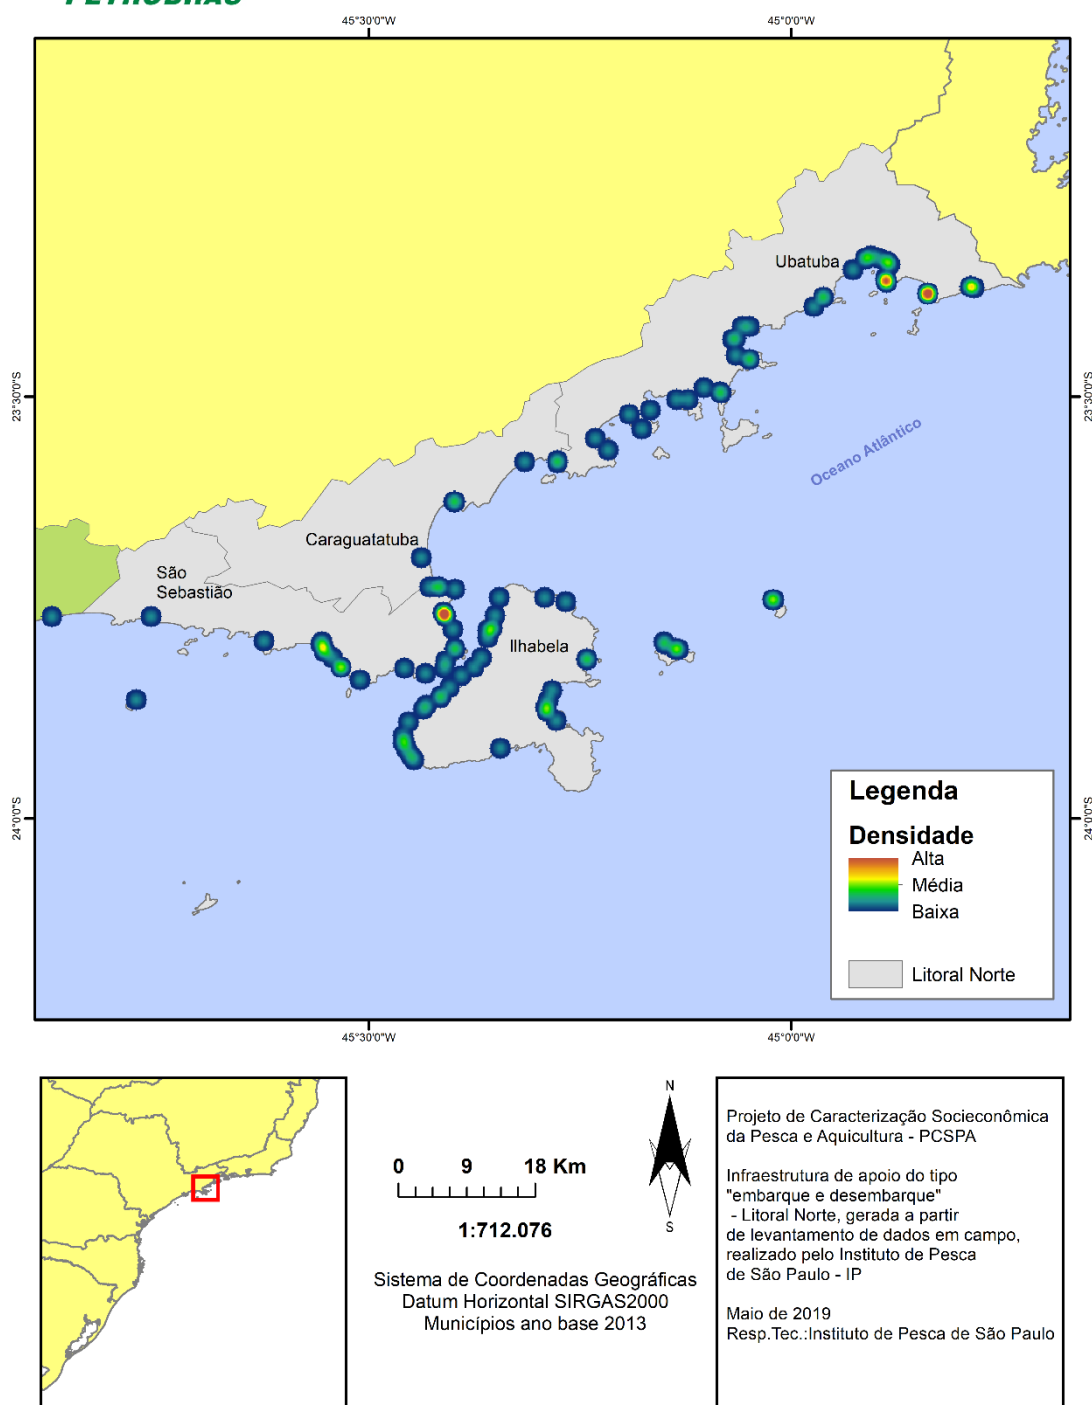 PETROBRAS
45°30'0"W
45°0'0"W
23°30'0"S
23°30'0"S
Ubatuba
Oceano Atlântico
Caraguatatuba
São
Sebastião
Ilhabela
24°0'0"S
24°0'0"S
Legenda
Densidade
Alta
Média
Baixa
Litoral Norte
45°30'0"W
45°0'0"W
0 9 18 Km
1:712.076
Sistema de Coordenadas Geográficas
Datum Horizontal SIRGAS2000
Municípios ano base 2013
N
S
Projeto de Caracterização Socieconômica
da Pesca e Aquicultura - PCSPA
Infraestrutura de apoio do tipo
"embarque e desembarque"
- Litoral Norte, gerada a partir
de levantamento de dados em campo,
realizado pelo Instituto de Pesca
de São Paulo - IP
Maio de 2019
Resp.Tec.:Instituto de Pesca de São Paulo